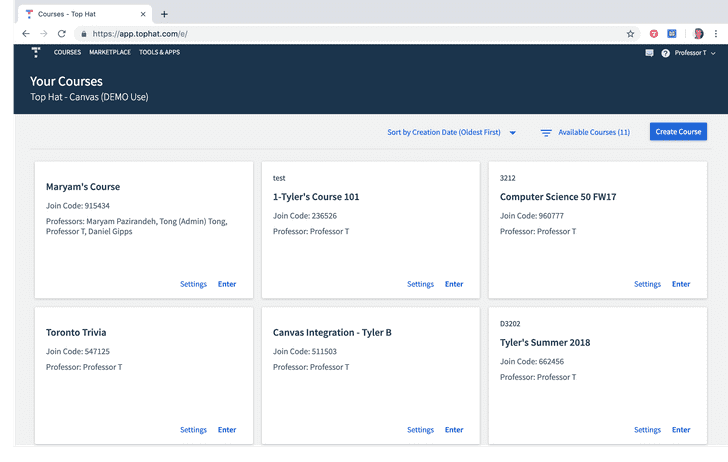 Courses - Top Hat
https://app.tophat.com/e/
COURSES MARKETPLACE TOOLS & APPS Professor T
Your Courses
Top Hat - Canvas (DEMO Use)
Sort by Creation Date (Oldest First) Available Courses (11) Create Course
Maryam's Course
Join Code: 915434
Professors: Maryam Pazirandeh, Tong (Admin) Tong,
Professor T, Daniel Gipps
Settings Enter
test
1-Tyler's Course 101
Join Code: 236526
Professor: Professor T
Settings Enter
3212
Computer Science 50 FW17
Join Code: 960777
Professor: Professor T
Settings Enter
Toronto Trivia
Join Code: 547125
Professor: Professor T
Settings Enter
Canvas Integration - Tyler B
Join Code: 511503
Professor: Professor T
Settings Enter
D3202
Tyler's Summer 2018
Join Code: 662456
Professor: Professor T
Settings Enter